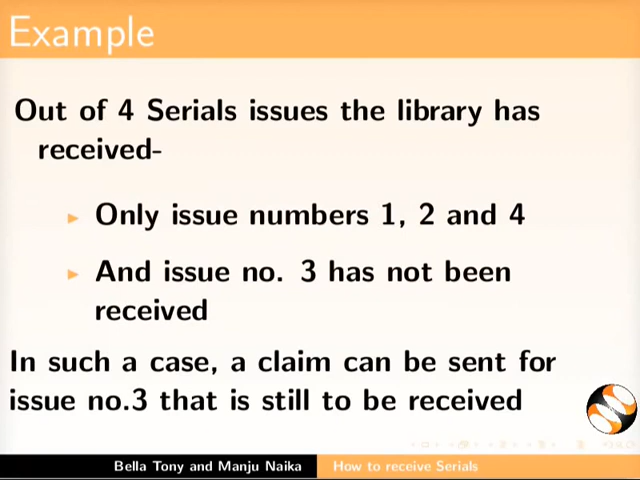 Example
Out of 4 Serials issues the library has
received-
Only issue numbers 1, 2 and 4
And issue no. 3 has not been
received
In such a case, a claim can be sent for
issue no.3 that is still to be received
Bella Tony and Manju Naika How to receive Serials